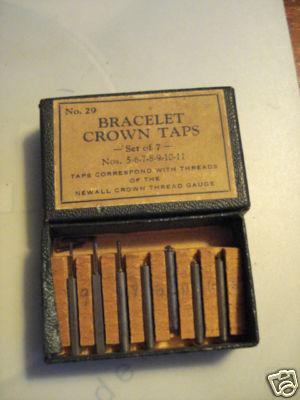 No. 29
BRACELET
CROWN TAPS
— Set of 7 —
Nos. 5-6-7-8-9-10-11
TAPS CORRESPOND WITH THREADS
OF THE
NEWALL CROWN THREAD GAUGE
ebY